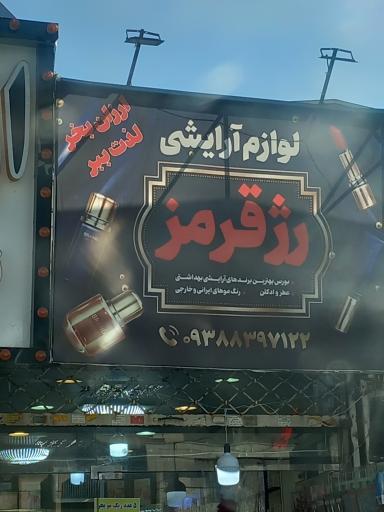 ارزان بخر
لذت ببر
لوازم آرایشی
رژ قرمز
بورس بهترین برندهای آرایشی بهداشتی
عطر و ادکلن رنگ موهای ایرانی و خارجی
۰۹۳۸۸۳۹۷۱۲۲